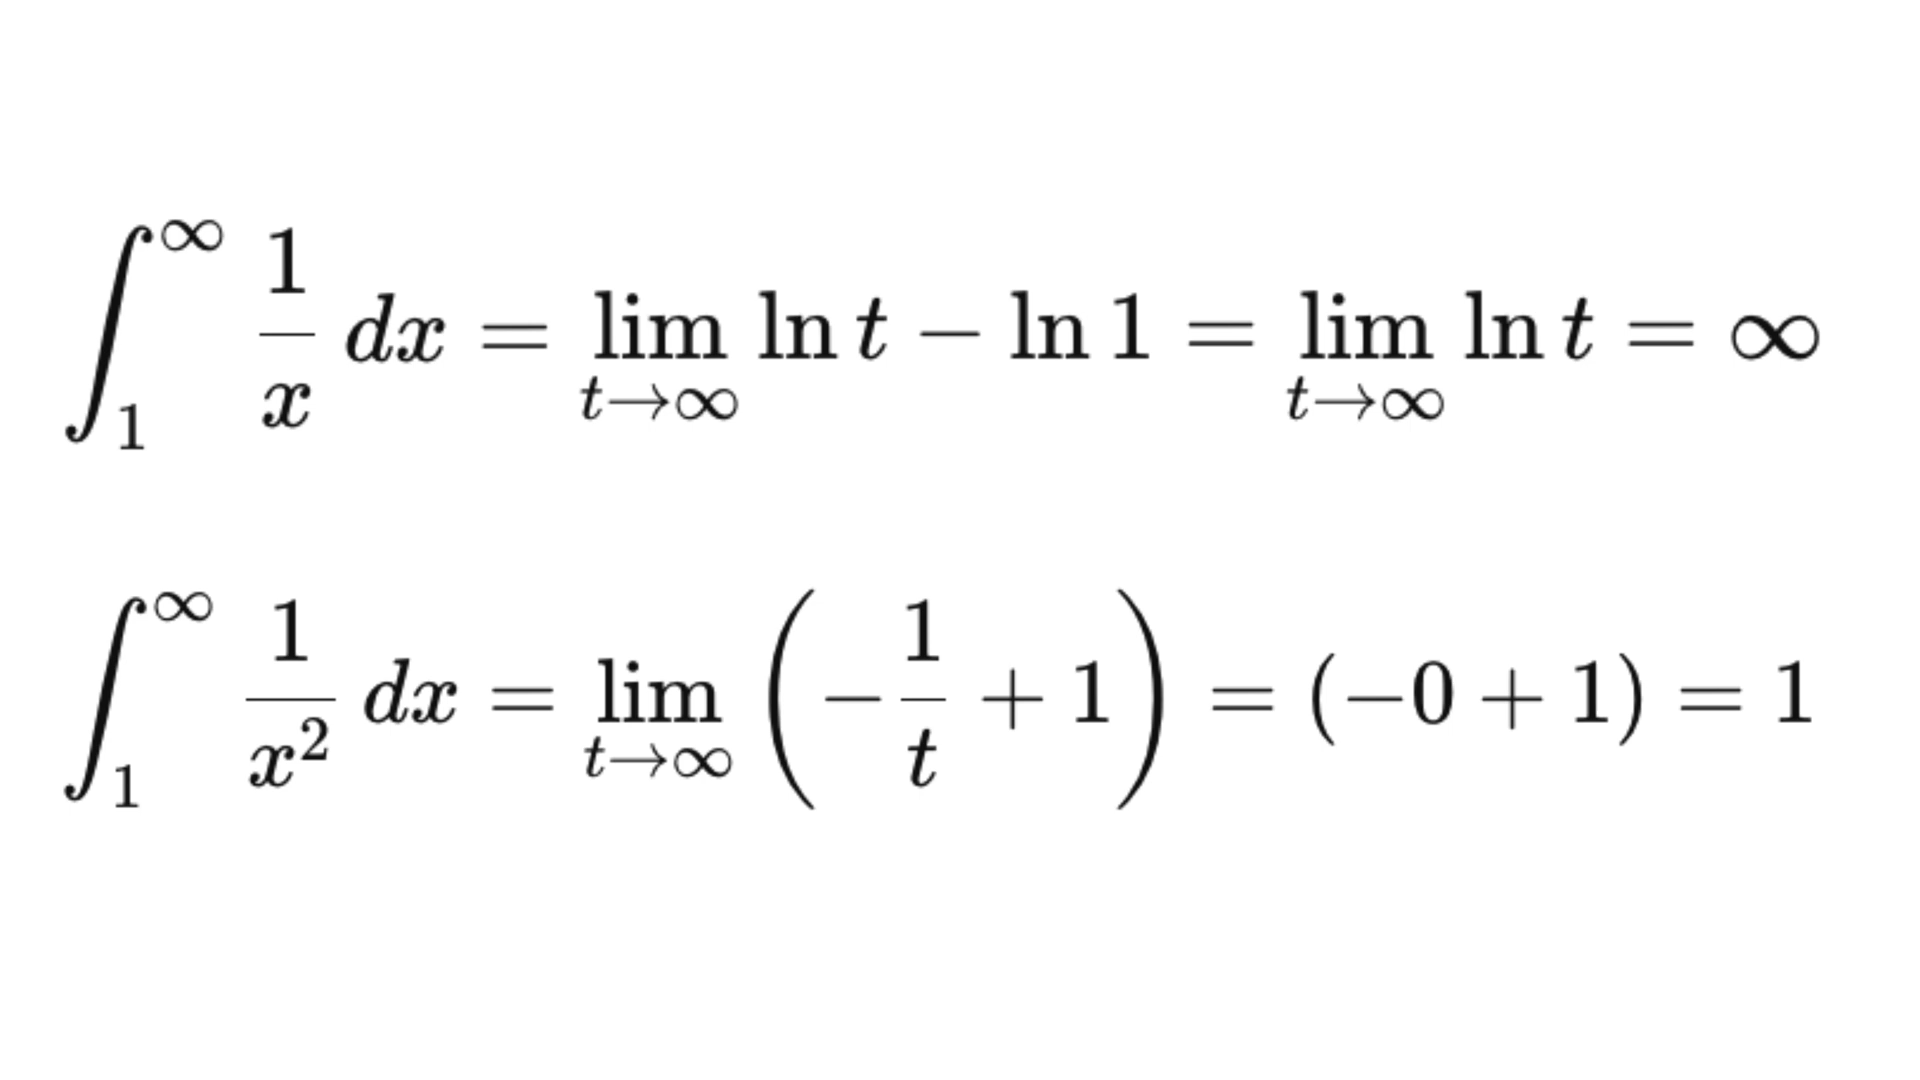 ∫₁^∞ 1/x dx = lim_{t→∞} ln t − ln 1 = lim_{t→∞} ln t = ∞
∫₁^∞ 1/x² dx = lim_{t→∞} (−1/t + 1) = (−0 + 1) = 1